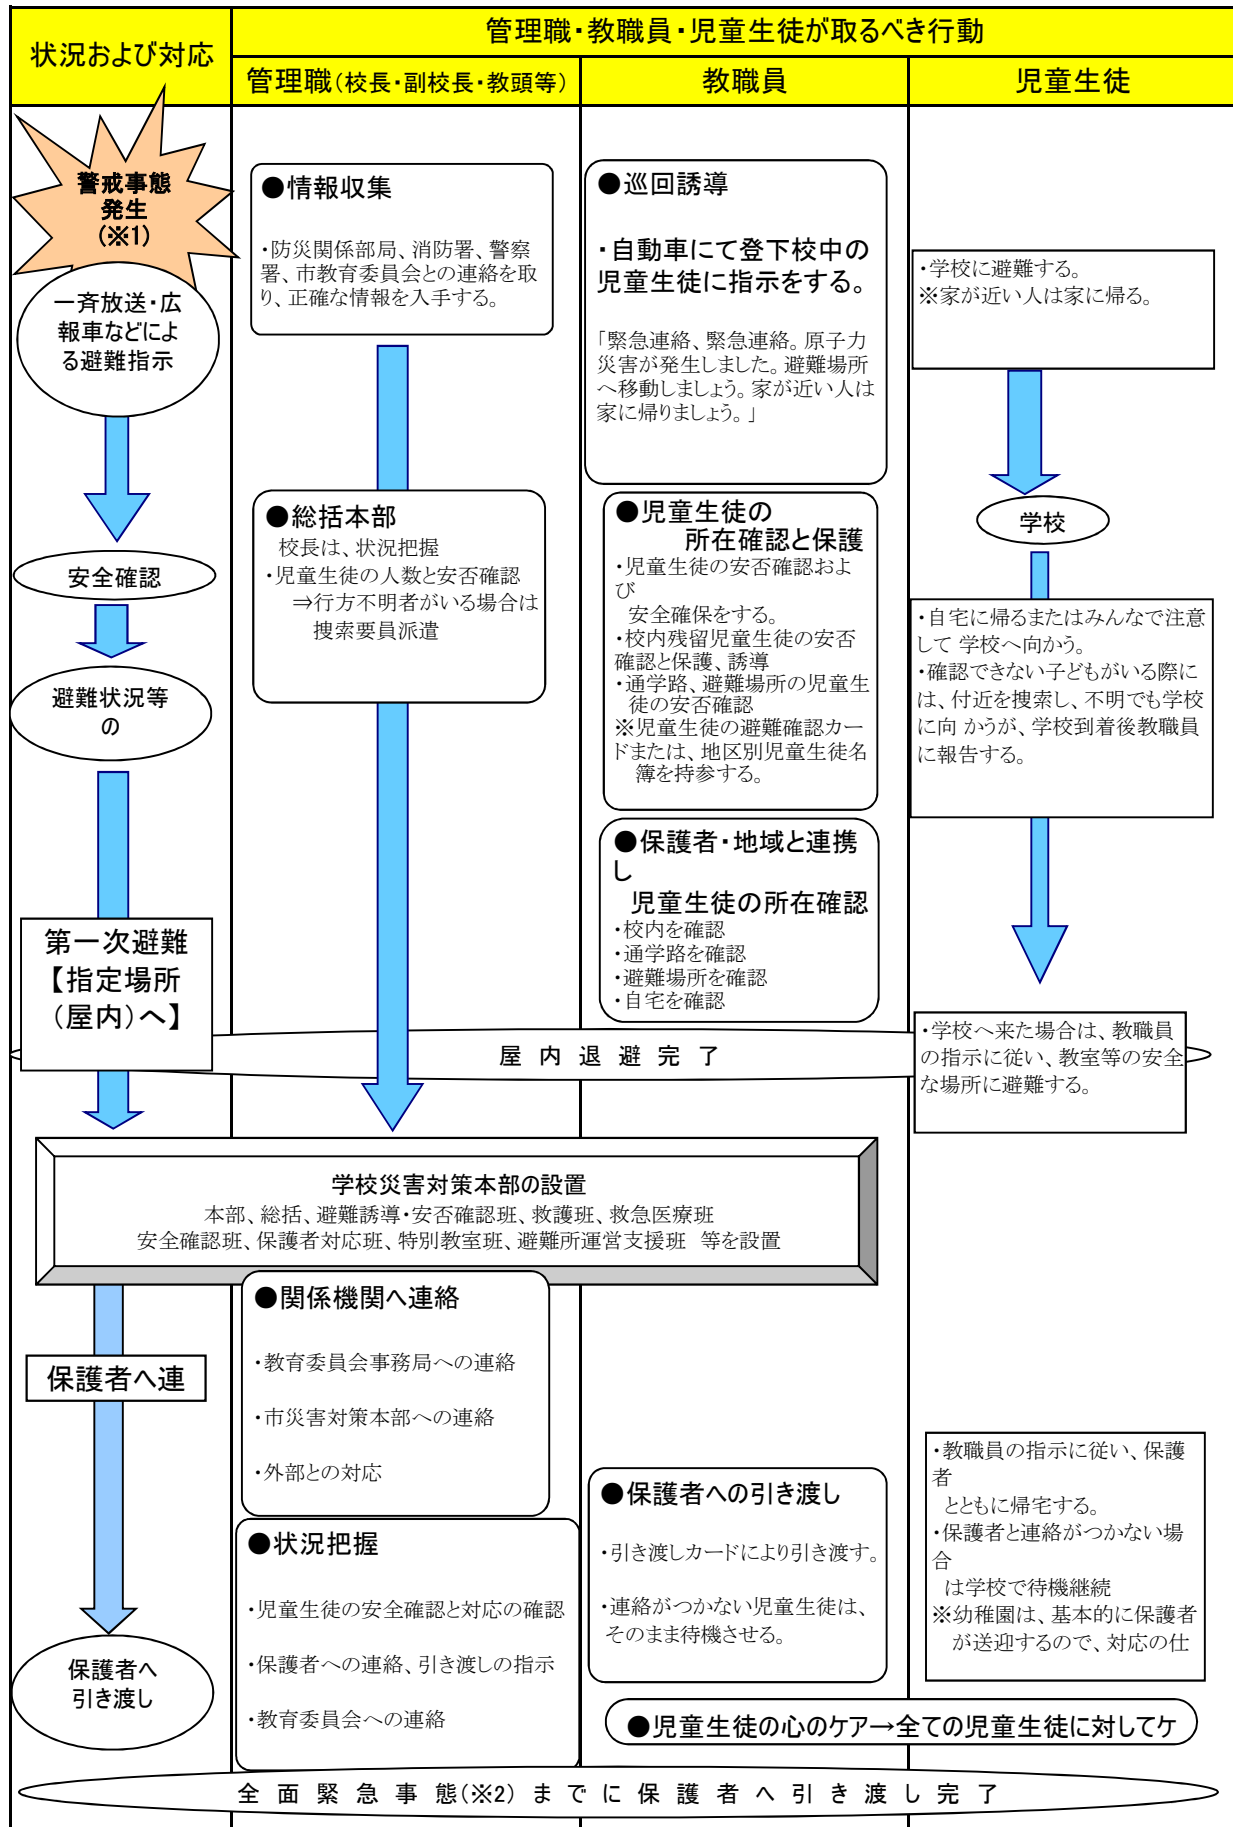 状況および対応
管理職・教職員・児童生徒が取るべき行動
管理職(校長・副校長・教頭等)
教職員
児童生徒
警戒事態
発生
(※1)
一斉放送・広
報車などによ
る避難指示
安全確認
避難状況等
の
第一次避難
【指定場所
(屋内)へ】
●情報収集
・防災関係部局、消防署、警察
署、市教育委員会との連絡を取
り、正確な情報を入手する。
●総括本部
校長は、状況把握
・児童生徒の人数と安否確認
⇒行方不明者がいる場合は
捜索要員派遣
●巡回誘導
・自動車にて登下校中の
児童生徒に指示をする。
「緊急連絡、緊急連絡。原子力
災害が発生しました。避難場所
へ移動しましょう。家が近い人は
家に帰りましょう。」
●児童生徒の
所在確認と保護
・児童生徒の安否確認およ
び
安全確保をする。
・校内残留児童生徒の安否
確認と保護、誘導
・通学路、避難場所の児童生
徒の安否確認
※児童生徒の避難確認カー
ドまたは、地区別児童生徒名
簿を持参する。
●保護者・地域と連携
し
児童生徒の所在確認
・校内を確認
・通学路を確認
・避難場所を確認
・自宅を確認
・学校に避難する。
※家が近い人は家に帰る。
学校
・自宅に帰るまたはみんなで注意
して 学校へ向かう。
・確認できない子どもがいる際に
は、付近を捜索し、不明でも学校
に向 かうが、学校到着後教職員
に報告する。
・学校へ来た場合は、教職員
の指示に従い、教室等の安全
な場所に避難する。
屋 内 退 避 完 了
学校災害対策本部の設置
本部、総括、避難誘導・安否確認班、救護班、救急医療班
安全確認班、保護者対応班、特別教室班、避難所運営支援班 等を設置
保護者へ連
保護者へ
引き渡し
●関係機関へ連絡
・教育委員会事務局への連絡
・市災害対策本部への連絡
・外部との対応
●状況把握
・児童生徒の安全確認と対応の確認
・保護者への連絡、引き渡しの指示
・教育委員会への連絡
●保護者への引き渡し
・引き渡しカードにより引き渡す。
・連絡がつかない児童生徒は、
そのまま待機させる。
・教職員の指示に従い、保護
者
とともに帰宅する。
・保護者と連絡がつかない場
合
は学校で待機継続
※幼稚園は、基本的に保護者
が送迎するので、対応の仕
●児童生徒の心のケア→全ての児童生徒に対してケ
全 面 緊 急 事 態(※2) ま で に 保 護 者 へ 引 き 渡 し 完 了